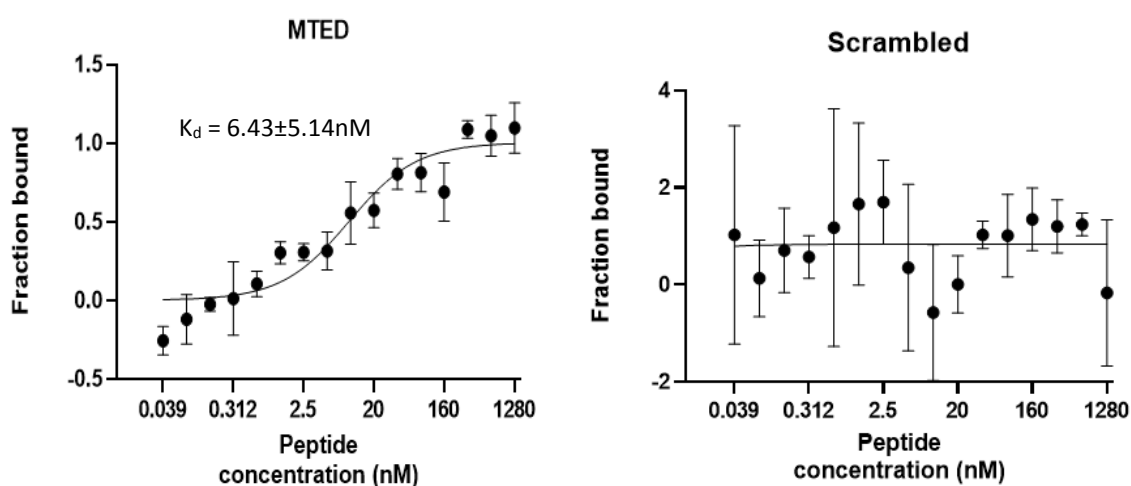 MTED
1.5
1.0
0.5
0.0
-0.5
Fraction bound
Kd = 6.43±5.14nM
0.039 0.312 2.5 20 160 1280
Peptide
concentration (nM)
Scrambled
4
2
0
-2
Fraction bound
0.039 0.312 2.5 20 160 1280
Peptide
concentration (nM)